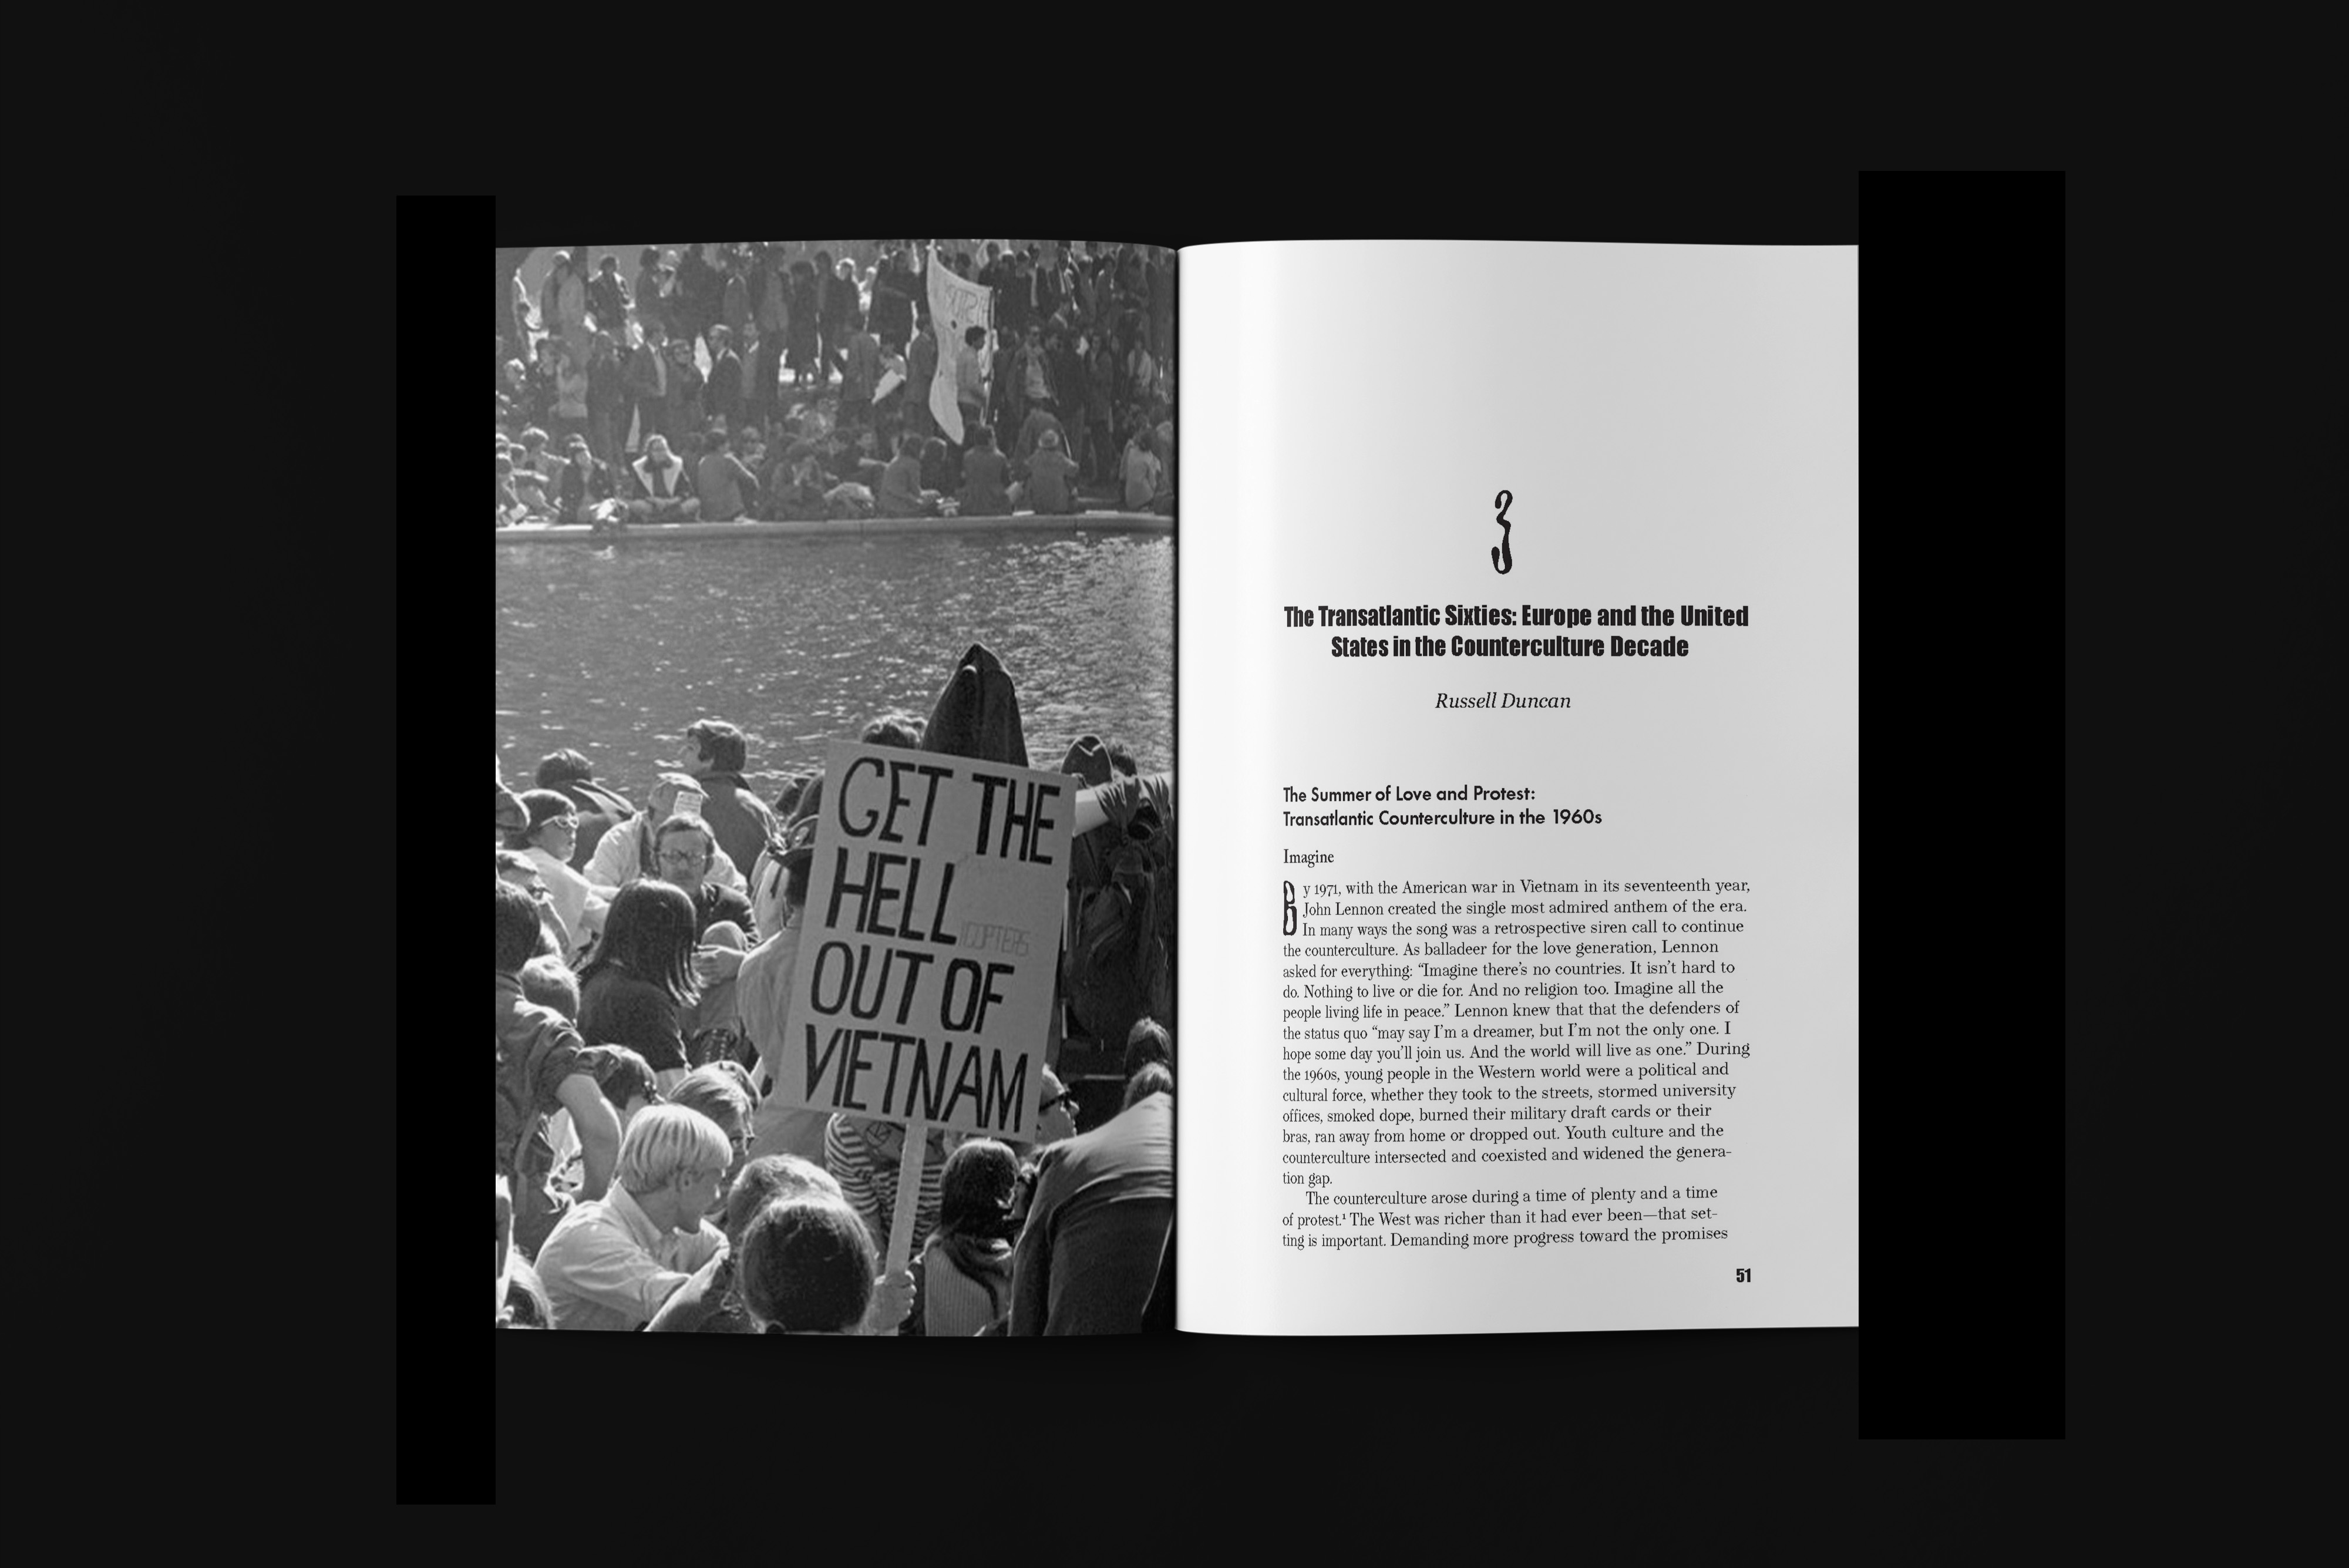 GET THE
HELL
ICOPTERS
OUT OF
VIETNAM
3
The Transatlantic Sixties: Europe and the United
States in the Counterculture Decade
Russell Duncan
The Summer of Love and Protest:
Transatlantic Counterculture in the 1960s
Imagine
By 1971, with the American war in Vietnam in its seventeenth year,
John Lennon created the single most admired anthem of the era.
In many ways the song was a retrospective siren call to continue
the counterculture. As balladeer for the love generation, Lennon
asked for everything: “Imagine there’s no countries. It isn’t hard to
do. Nothing to live or die for. And no religion too. Imagine all the
people living life in peace.” Lennon knew that that the defenders of
the status quo “may say I’m a dreamer, but I’m not the only one. I
hope some day you’ll join us. And the world will live as one.” During
the 1960s, young people in the Western world were a political and
cultural force, whether they took to the streets, stormed university
offices, smoked dope, burned their military draft cards or their
bras, ran away from home or dropped out. Youth culture and the
counterculture intersected and coexisted and widened the genera-
tion gap.
The counterculture arose during a time of plenty and a time
of protest.¹ The West was richer than it had ever been—that set-
ting is important. Demanding more progress toward the promises
51